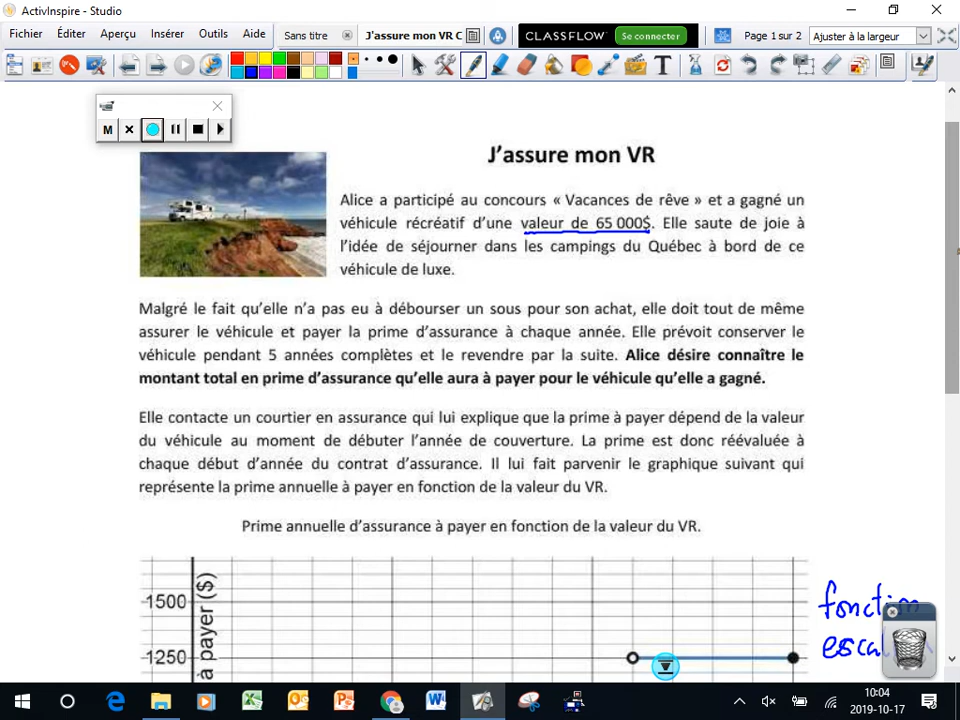 ActivInspire - Studio
Fichier Éditer Aperçu Insérer Outils Aide Sans titre J'assure mon VR C CLASSFLOW Se connecter Page 1 sur 2 Ajuster à la largeur
M
J'assure mon VR
Alice a participé au concours « Vacances de rêve » et a gagné un
véhicule récréatif d'une valeur de 65 000$. Elle saute de joie à
l'idée de séjourner dans les campings du Québec à bord de ce
véhicule de luxe.
Malgré le fait qu'elle n'a pas eu à débourser un sous pour son achat, elle doit tout de même
assurer le véhicule et payer la prime d'assurance à chaque année. Elle prévoit conserver le
véhicule pendant 5 années complètes et le revendre par la suite. Alice désire connaître le
montant total en prime d'assurance qu'elle aura à payer pour le véhicule qu'elle a gagné.
Elle contacte un courtier en assurance qui lui explique que la prime à payer dépend de la valeur
du véhicule au moment de débuter l'année de couverture. La prime est donc réévaluée à
chaque début d'année du contrat d'assurance. Il lui fait parvenir le graphique suivant qui
représente la prime annuelle à payer en fonction de la valeur du VR.
Prime annuelle d'assurance à payer en fonction de la valeur du VR.
à payer ($)
1500
1250
fonction
10:04
2019-10-17